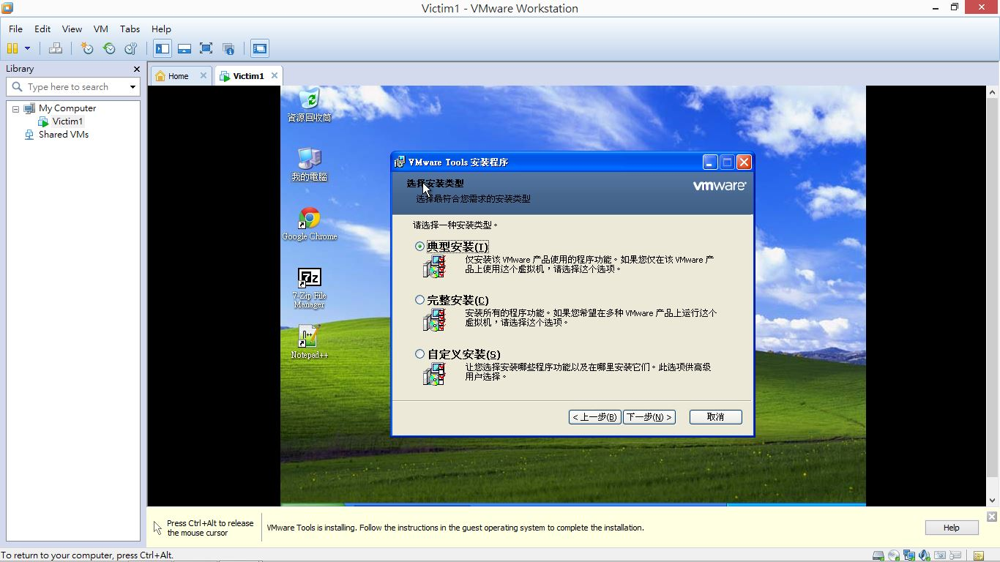 Victim1 - VMware Workstation
File Edit View VM Tabs Help
Library
Home
Victim1
Type here to search
My Computer
Victim1
Shared VMs
資源回收筒
我的電腦
Google Chrome
7-Zip File
Manager
Notepad++
VMware Tools 安装程序
选择安装类型
选择最符合您需求的安装类型
vmware®
请选择一种安装类型。
典型安装(T)
仅安装该 VMware 产品使用的程序功能。如果您仅在该 VMware 产
品上使用这个虚拟机，请选择这个选项。
完整安装(C)
安装所有的程序功能。如果您希望在多种 VMware 产品上运行这个
虚拟机，请选择这个选项。
自定义安装(S)
让您选择安装哪些程序功能以及在哪里安装它们。此选项供高级
用户选择。
< 上一步(B) 下一步(N) > 取消
Press Ctrl+Alt to release
the mouse cursor
VMware Tools is installing. Follow the instructions in the guest operating system to complete the installation.
Help
To return to your computer, press Ctrl+Alt.